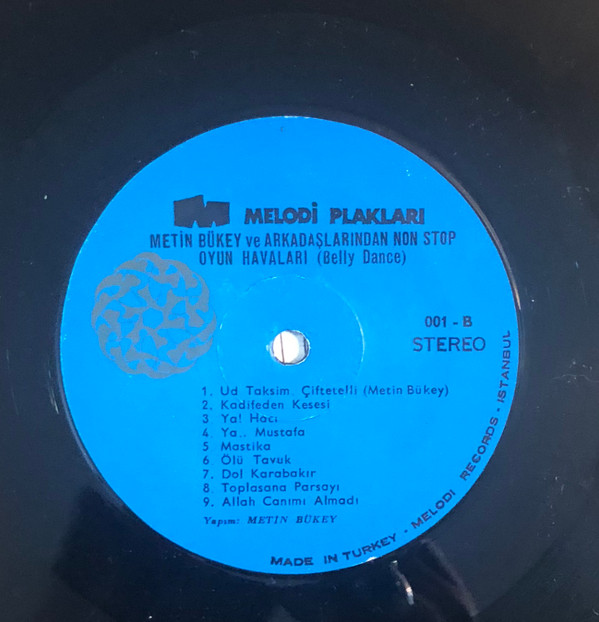 MELODİ PLAKLARI
METİN BÜKEY ve ARKADAŞLARINDAN NON STOP
OYUN HAVALARI (Belly Dance)
001 - B
STEREO
1. Ud Taksim. Çiftetelli (Metin Bükey)
2. Kadifeden Kesesi
3. Ya! Hacı...
4. Ya.. Mustafa
5. Mastika
6. Ölü Tavuk
7. Dol Karabakır
8. Toplasana Parsayı
9. Allah Canımı Almadı
Yapım: METİN BÜKEY
MADE IN TURKEY - MELODİ RECORDS - ISTANBUL